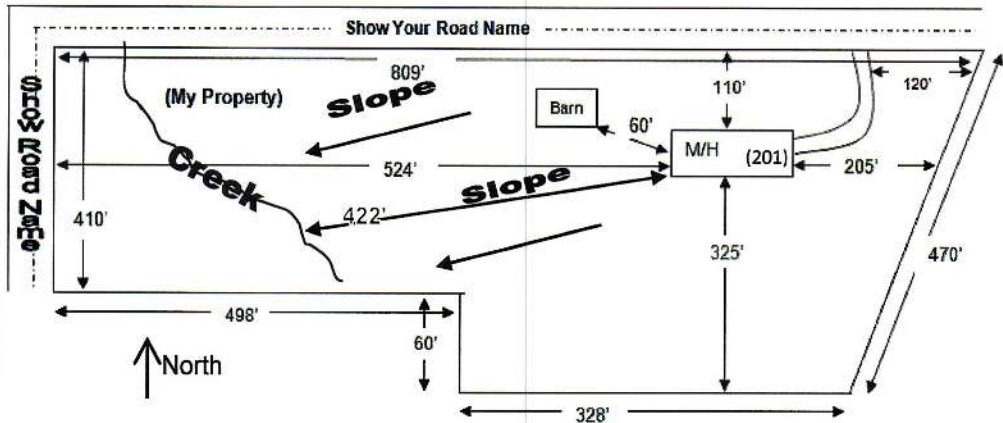 Show Your Road Name
Show Road Name
809'
(My Property)
Slope
Barn
110'
120'
60'
M/H
(201)
Creek
524'
205'
Slope
410'
422'
325'
470'
498'
60'
North
328'